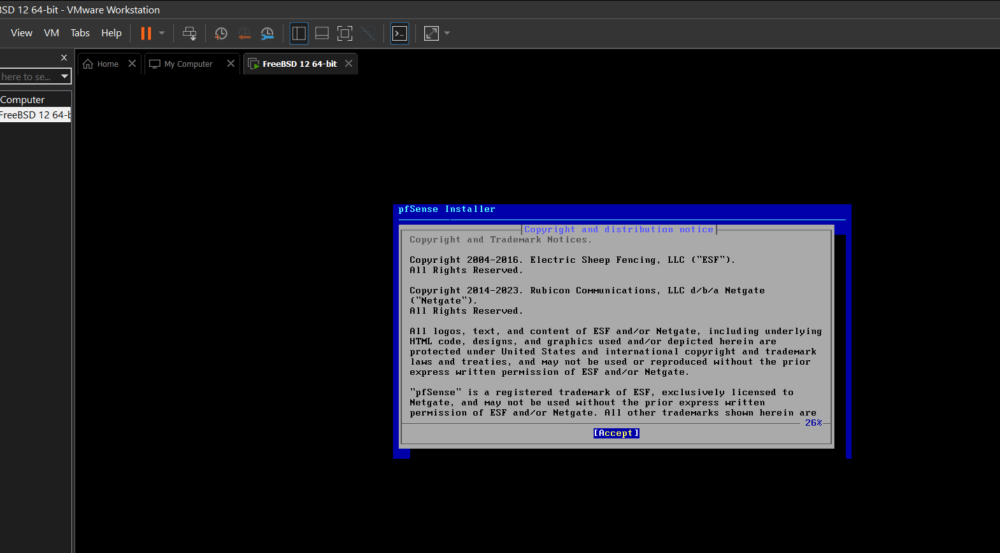 BSD 12 64-bit - VMware Workstation
View VM Tabs Help
Home
My Computer
FreeBSD 12 64-bit
here to se...
Computer
FreeBSD 12 64-b
pfSense Installer
Copyright and distribution notice
Copyright and Trademark Notices.
Copyright 2004-2016. Electric Sheep Fencing, LLC ("ESF").
All Rights Reserved.
Copyright 2014-2023. Rubicon Communications, LLC d/b/a Netgate
("Netgate").
All Rights Reserved.
All logos, text, and content of ESF and/or Netgate, including underlying
HTML code, designs, and graphics used and/or depicted herein are
protected under United States and international copyright and trademark
laws and treaties, and may not be used or reproduced without the prior
express written permission of ESF and/or Netgate.
"pfSense" is a registered trademark of ESF, exclusively licensed to
Netgate, and may not be used without the prior express written
permission of ESF and/or Netgate. All other trademarks shown herein are
26%
[Accept]